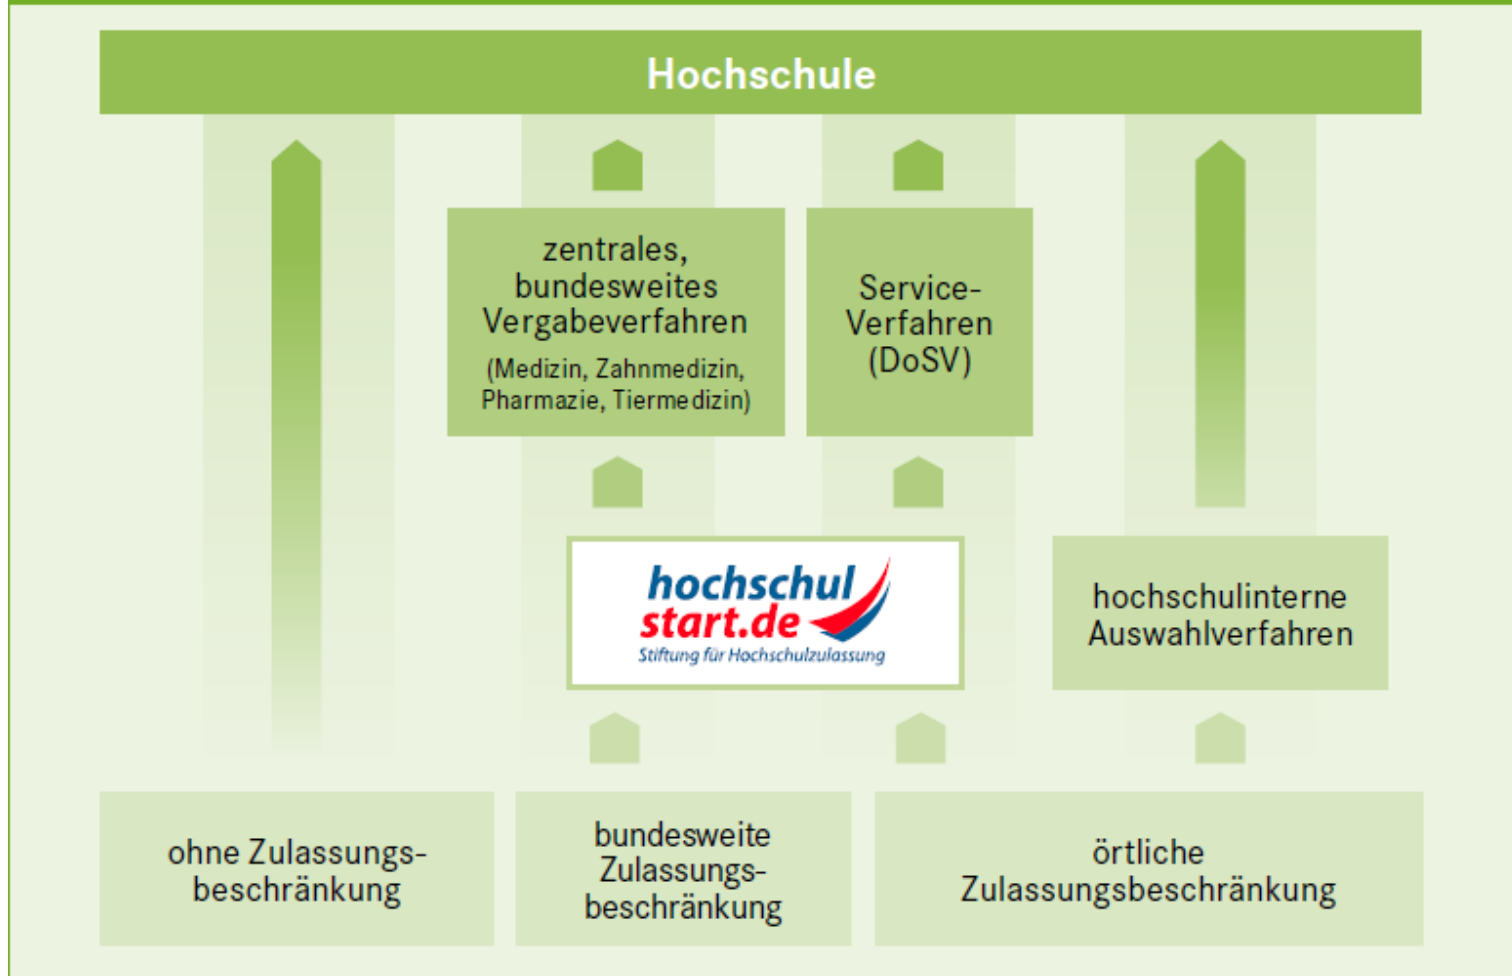 Hochschule
zentrales,
bundesweites
Vergabeverfahren
(Medizin, Zahnmedizin,
Pharmazie, Tiermedizin)
Service-
Verfahren
(DoSV)
hochschul
start.de
Stiftung für Hochschulzulassung
hochschulinterne
Auswahlverfahren
ohne Zulassungs-
beschränkung
bundesweite
Zulassungs-
beschränkung
örtliche
Zulassungsbeschränkung